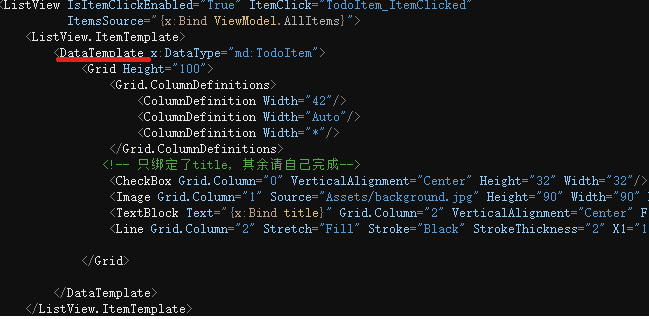 <ListView IsItemClickEnabled="True" ItemClick="TodoItem_ItemClicked"
ItemsSource="{x:Bind ViewModel.AllItems}">
<ListView.ItemTemplate>
<DataTemplate x:DataType="md:TodoItem">
<Grid Height="100">
<Grid.ColumnDefinitions>
<ColumnDefinition Width="42"/>
<ColumnDefinition Width="Auto"/>
<ColumnDefinition Width="*"/>
</Grid.ColumnDefinitions>
<!-- 只绑定了title, 其余请自己完成-->
<CheckBox Grid.Column="0" VerticalAlignment="Center" Height="32" Width="32"/>
<Image Grid.Column="1" Source="Assets/background.jpg" Height="90" Width="90"
<TextBlock Text="{x:Bind title}" Grid.Column="2" VerticalAlignment="Center" F
<Line Grid.Column="2" Stretch="Fill" Stroke="Black" StrokeThickness="2" X1="1
</Grid>
</DataTemplate>
</ListView.ItemTemplate>